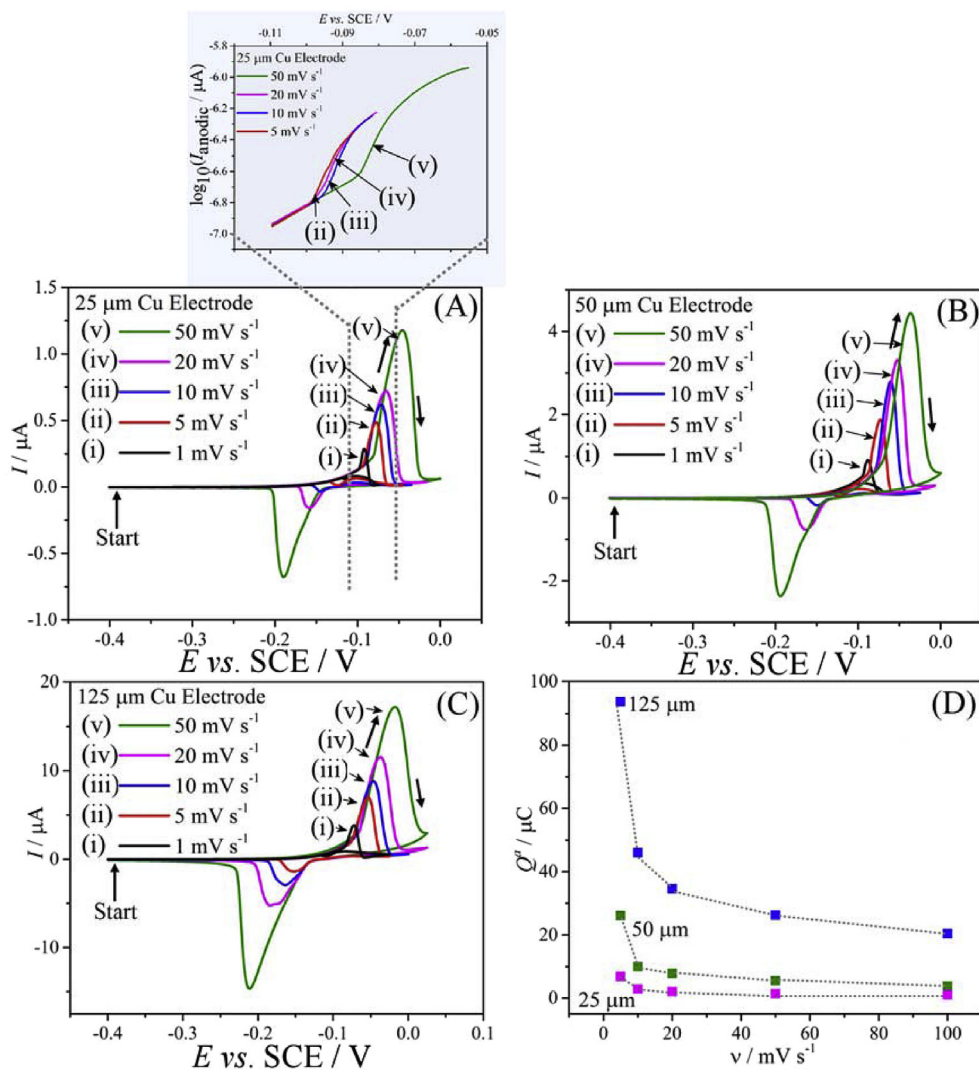 E vs. SCE / V
-0.11 -0.09 -0.07 -0.05
25 μm Cu Electrode
50 mV s⁻¹
20 mV s⁻¹
10 mV s⁻¹
5 mV s⁻¹
log₁₀(I_anodic / μA)
-5.8
-6.0
-6.2
-6.4
-6.6
-6.8
-7.0
(v)
(iv)
(iii)
(ii)
(A)
25 μm Cu Electrode
(v) 50 mV s⁻¹
(iv) 20 mV s⁻¹
(iii) 10 mV s⁻¹
(ii) 5 mV s⁻¹
(i) 1 mV s⁻¹
(v)
(iv)
(iii)
(ii)
(i)
Start
I / μA
1.5
1.0
0.5
0.0
-0.5
-1.0
-0.4 -0.3 -0.2 -0.1 0.0
E vs. SCE / V
(B)
50 μm Cu Electrode
(v) 50 mV s⁻¹
(iv) 20 mV s⁻¹
(iii) 10 mV s⁻¹
(ii) 5 mV s⁻¹
(i) 1 mV s⁻¹
(v)
(iv)
(iii)
(ii)
(i)
Start
I / μA
4
2
0
-2
-0.4 -0.3 -0.2 -0.1 0.0
E vs. SCE / V
(C)
125 μm Cu Electrode
(v) 50 mV s⁻¹
(iv) 20 mV s⁻¹
(iii) 10 mV s⁻¹
(ii) 5 mV s⁻¹
(i) 1 mV s⁻¹
(v)
(iv)
(iii)
(ii)
(i)
Start
I / μA
20
10
0
-10
-0.4 -0.3 -0.2 -0.1 0.0 0.1
E vs. SCE / V
(D)
125 μm
50 μm
25 μm
Qᵃ / μC
100
80
60
40
20
0
0 20 40 60 80 100
ν / mV s⁻¹